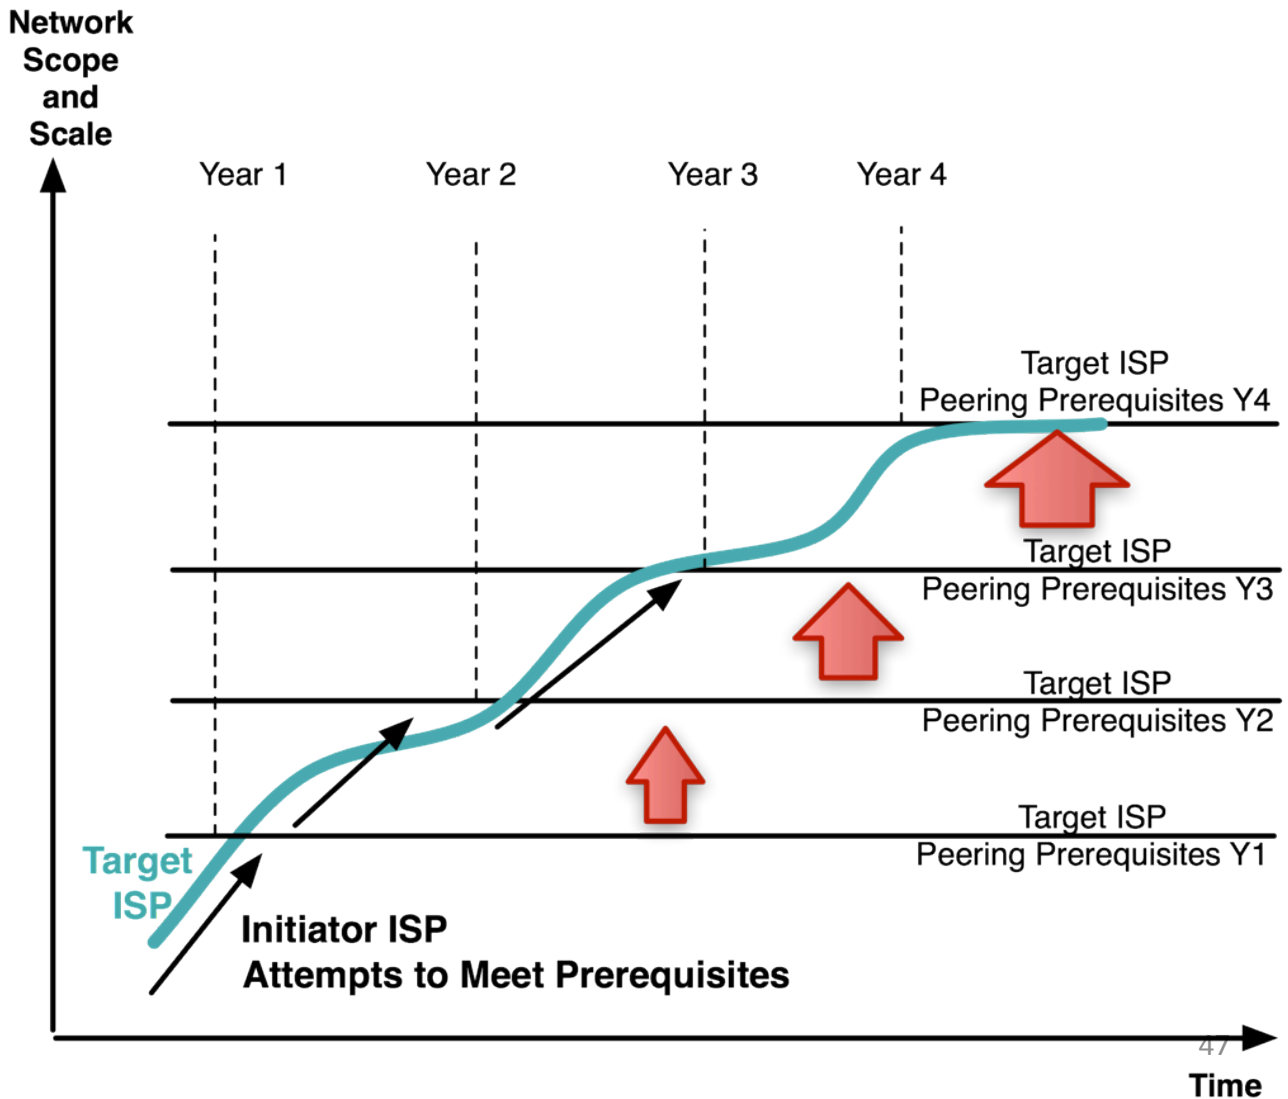 Network
Scope
and
Scale
Year 1
Year 2
Year 3
Year 4
Target ISP
Peering Prerequisites Y4
Target ISP
Peering Prerequisites Y3
Target ISP
Peering Prerequisites Y2
Target ISP
Peering Prerequisites Y1
Target
ISP
Initiator ISP
Attempts to Meet Prerequisites
47
Time